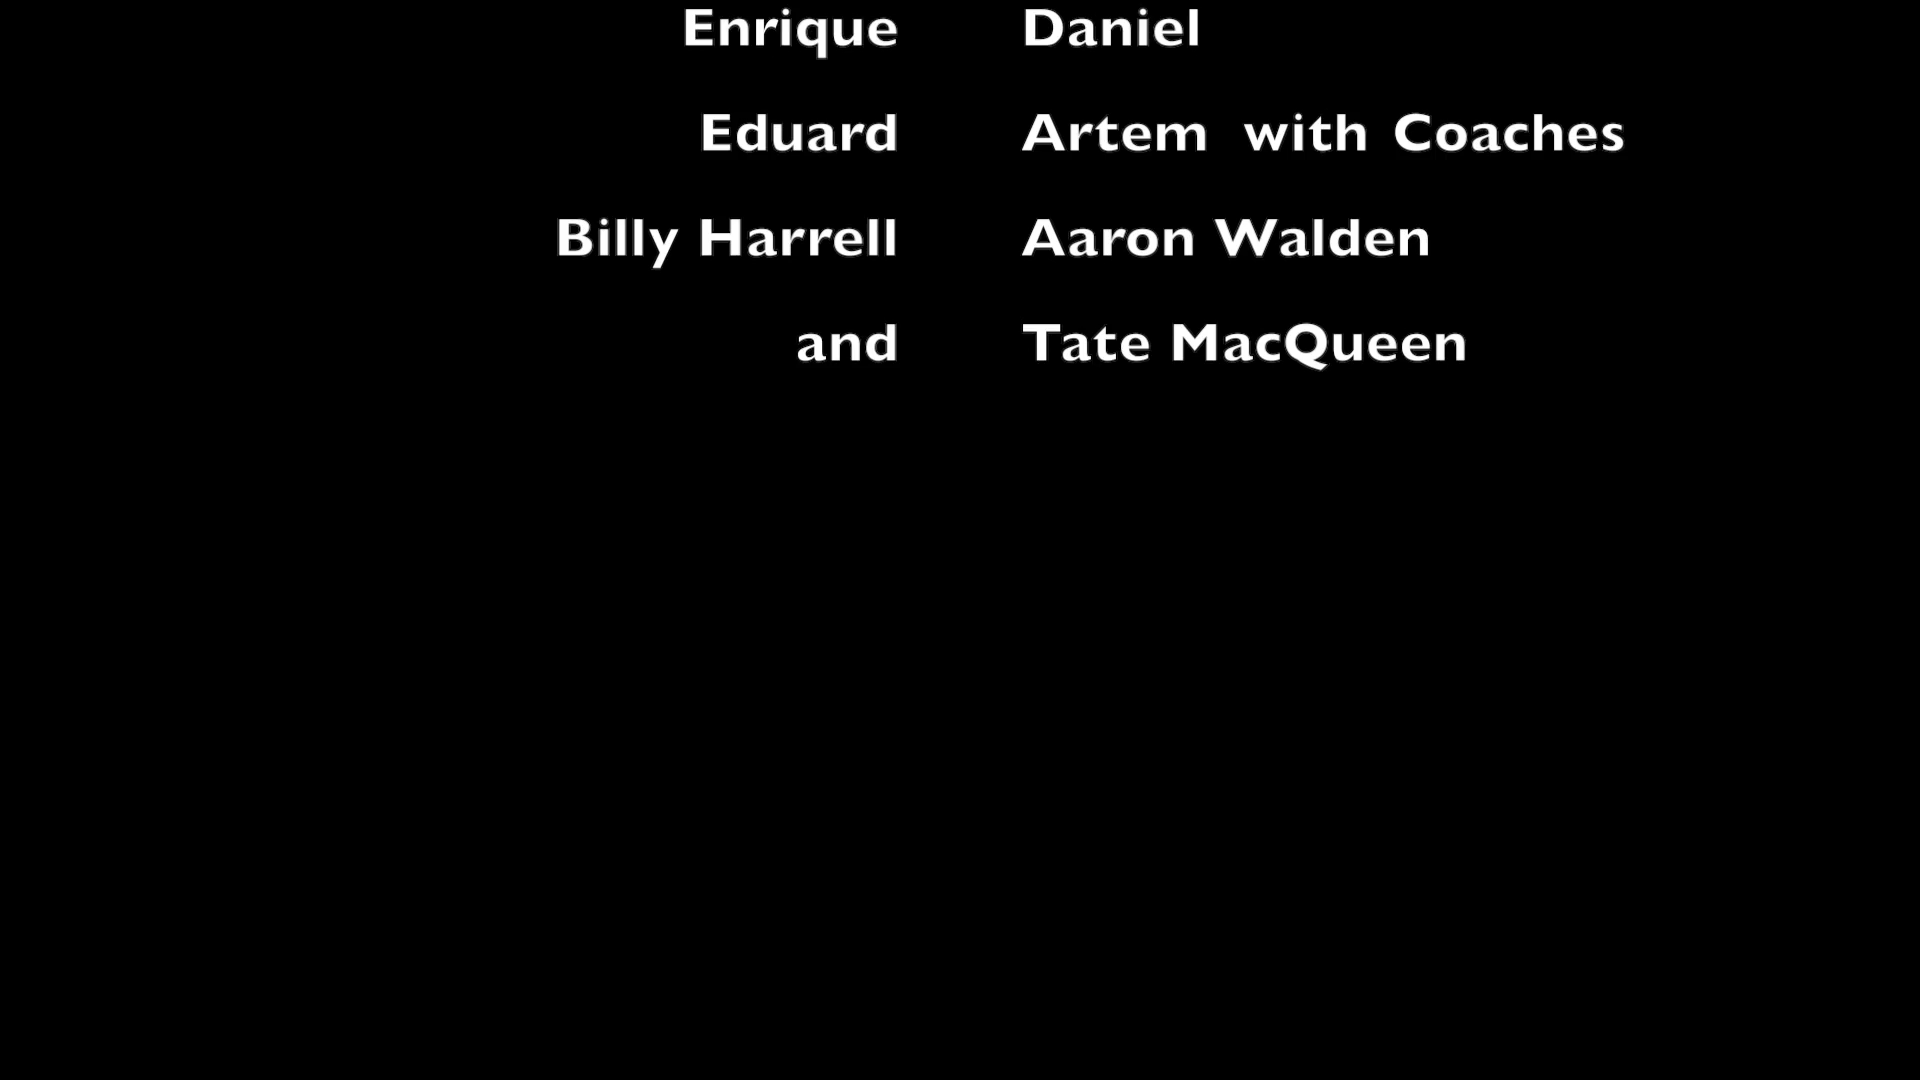 Enrique Daniel
Eduard Artem with Coaches
Billy Harrell Aaron Walden
and Tate MacQueen